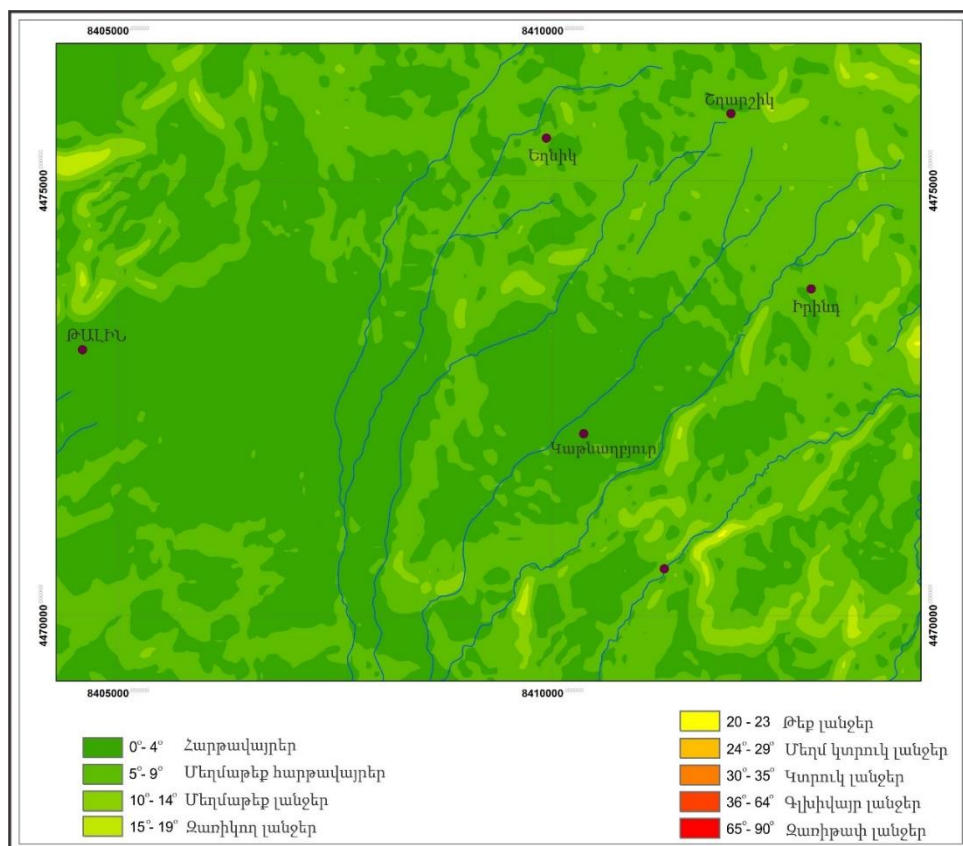 8405000
8410000
Շղարշիկ
Եղնիկ
4475000
4475000
Իրինդ
ԹԱԼԻՆ
Կաթնաղբյուր
4470000
4470000
8405000
8410000
0°- 4° Հարթավայրեր
5°- 9° Մեղմաթեք հարթավայրեր
10°- 14° Մեղմաթեք լանջեր
15°- 19° Զառիկող լանջեր
20 - 23 Թեք լանջեր
24°- 29° Մեղմ կտրուկ լանջեր
30°- 35° Կտրուկ լանջեր
36°- 64° Գլխիվայր լանջեր
65°- 90° Զառիթափ լանջեր